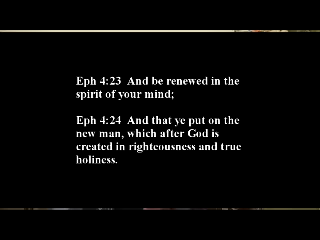 Eph 4:23  And be renewed in the
spirit of your mind;
Eph 4:24  And that ye put on the
new man, which after God is
created in righteousness and true
holiness.